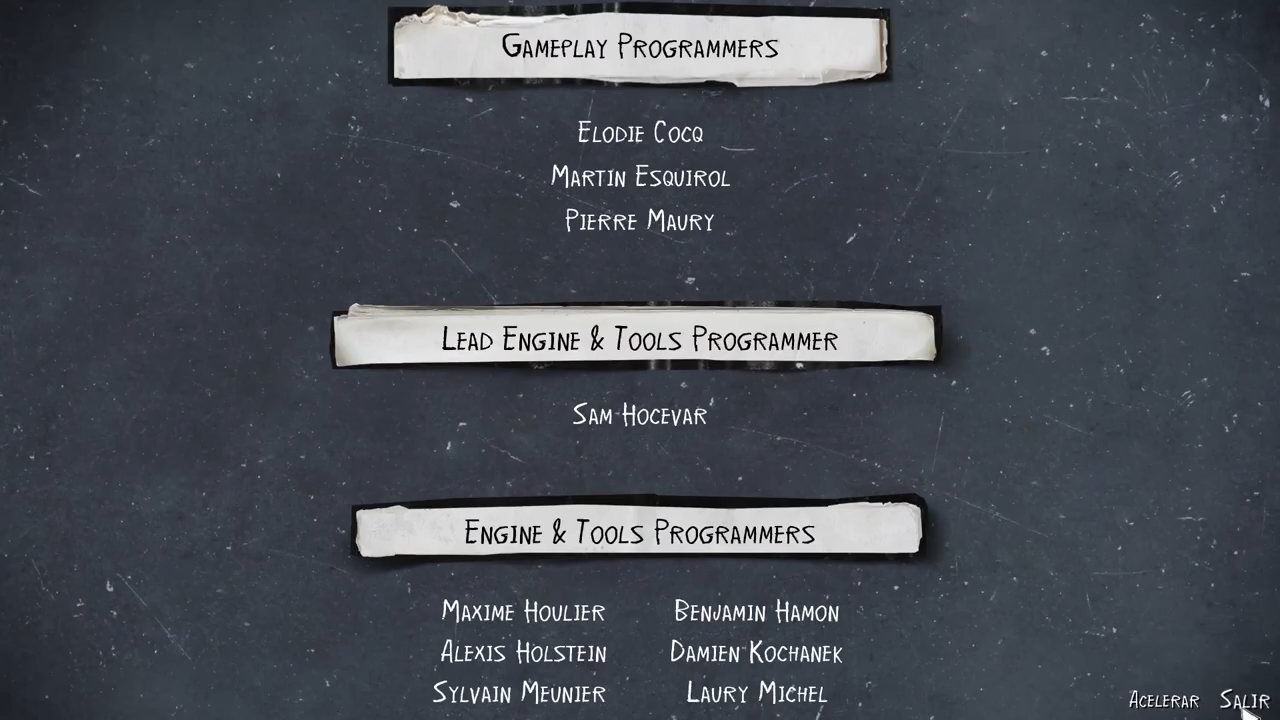 Gameplay Programmers
Elodie Cocq
Martin Esquirol
Pierre Maury
Lead Engine & Tools Programmer
Sam Hocevar
Engine & Tools Programmers
Maxime Houlier Benjamin Hamon
Alexis Holstein Damien Kochanek
Sylvain Meunier Laury Michel
Acelerar Salir